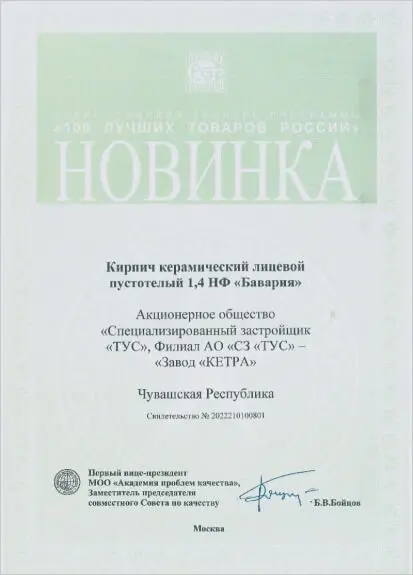 «100 ЛУЧШИХ ТОВАРОВ РОССИИ»
НОВИНКА
Кирпич керамический лицевой
пустотелый 1,4 НФ «Бавария»
Акционерное общество
«Специализированный застройщик
«ТУС», Филиал АО «СЗ «ТУС» –
«Завод «КЕТРА»
Чувашская Республика
Свидетельство № 2022210100801
Первый вице-президент
МОО «Академия проблем качества»,
Заместитель председателя
совместного Совета по качеству
Б.В.Бойцов
Москва